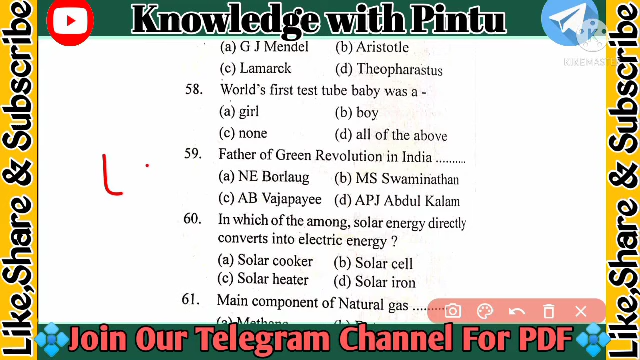 Knowledge with Pintu
KINEMASTER
(a) G J Mendel (b) Aristotle
(c) Lamarck (d) Theopharastus
58. World's first test tube baby was a -
(a) girl (b) boy
(c) none (d) all of the above
59. Father of Green Revolution in India ..........
(a) NE Borlaug (b) MS Swaminathan
(c) AB Vajapayee (d) APJ Abdul Kalam
60. In which of the among, solar energy directly
converts into electric energy ?
(a) Solar cooker (b) Solar cell
(c) Solar heater (d) Solar iron
61. Main component of Natural gas ..........
(a) Methane
Like,Share & Subscribe
Like,Share & Subscribe
Join Our Telegram Channel For PDF